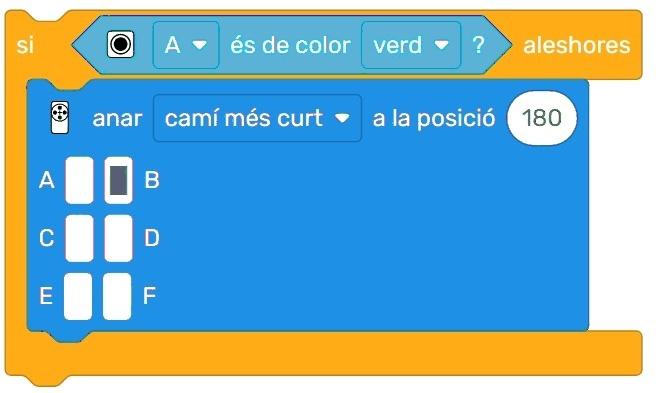 si A és de color verd ? aleshores
anar camí més curt a la posició 180
A B
C D
E F